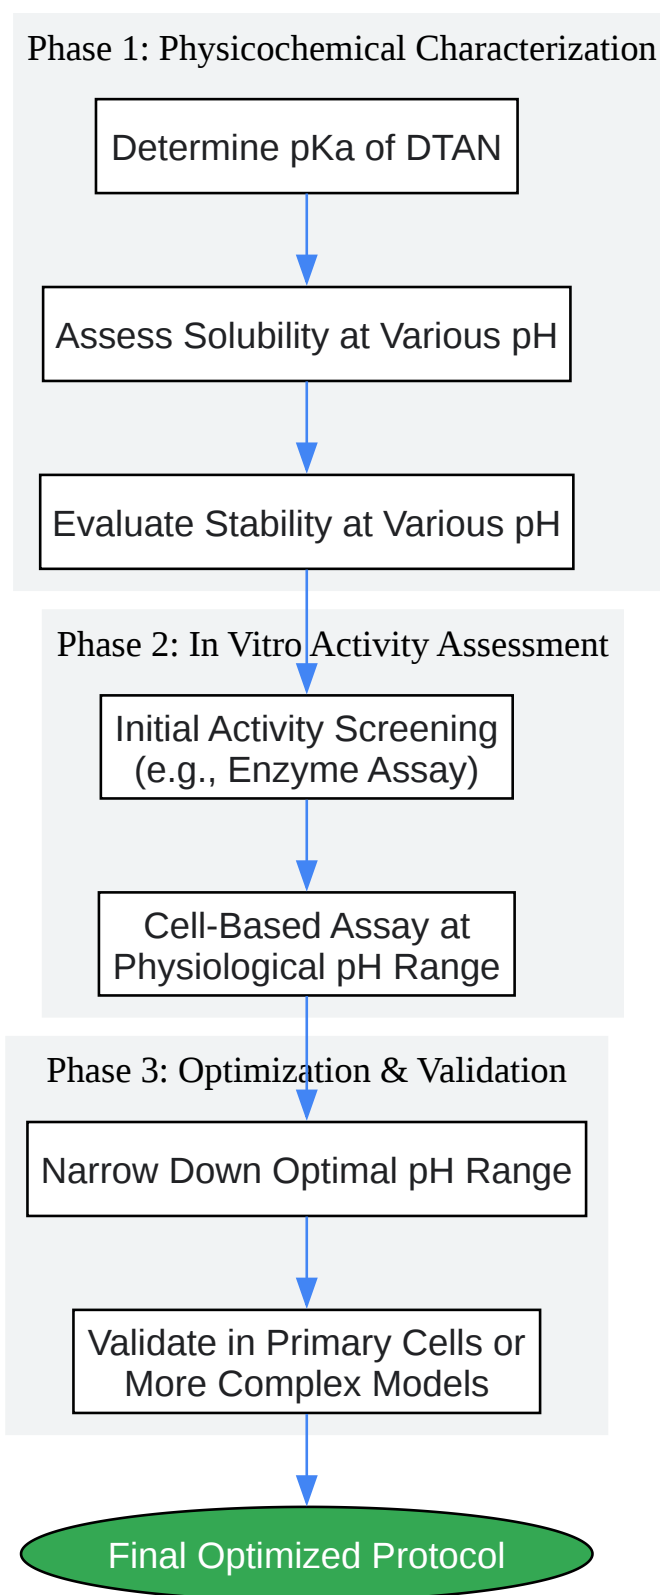 Phase 1: Physicochemical Characterization
Determine pKa of DTAN
Assess Solubility at Various pH
Evaluate Stability at Various pH
Phase 2: In Vitro Activity Assessment
Initial Activity Screening
(e.g., Enzyme Assay)
Cell-Based Assay at
Physiological pH Range
Phase 3: Optimization & Validation
Narrow Down Optimal pH Range
Validate in Primary Cells or
More Complex Models
Final Optimized Protocol